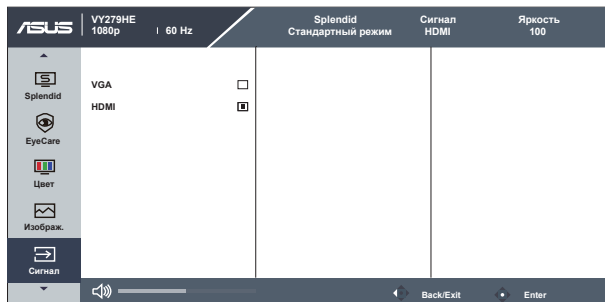 ASUS
VY279HE
1080p | 60 Hz
Splendid
Стандартный режим
Сигнал
HDMI
Яркость
100
Splendid
EyeCare
Цвет
Изображ.
Сигнал
VGA
HDMI
Back/Exit
Enter